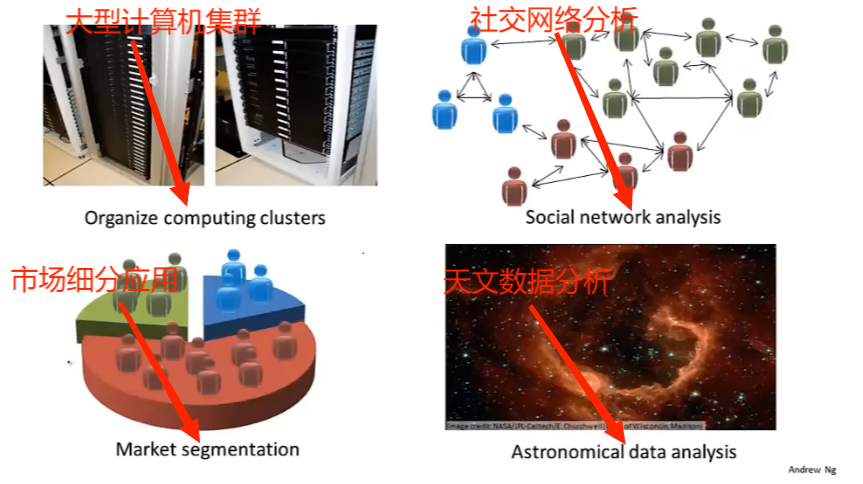 大型计算机集群
社交网络分析
Organize computing clusters
Social network analysis
市场细分应用
天文数据分析
Image credit: NASA/JPL-Caltech/E. Churchwell of Wisconsin, Madison)
Market segmentation
Astronomical data analysis
Andrew Ng